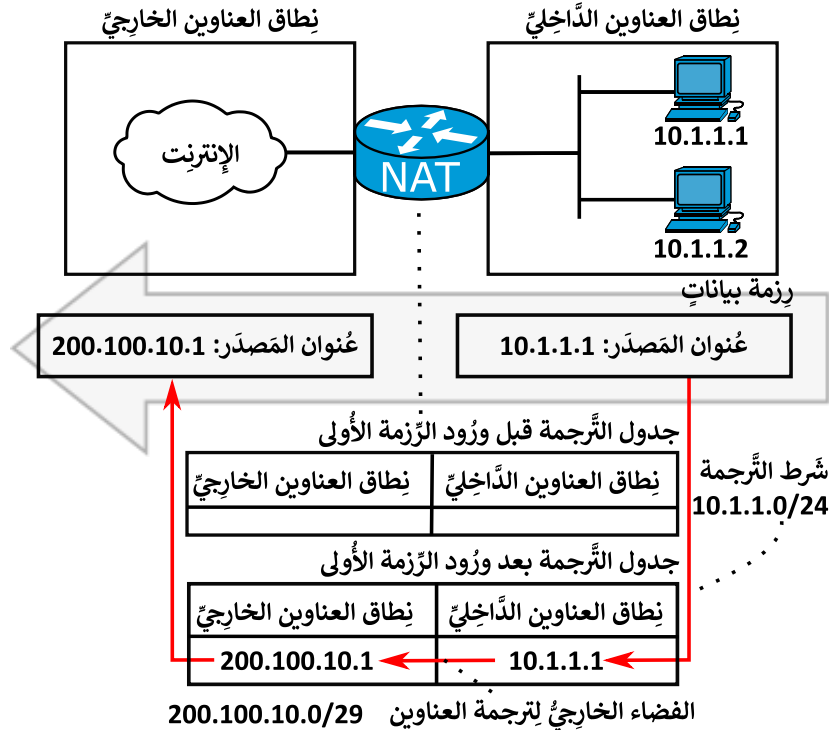 نِطاق العناوين الدَّاخِليِّ
نِطاق العناوين الخارِجيِّ
10.1.1.1
الإنترنِت
NAT
10.1.1.2
رِزمة بياناتٍ
عُنوان المَصدَر: 10.1.1.1
عُنوان المَصدَر: 200.100.10.1
جدول التَّرجمة قبل ورُود الرِّزمة الأُولى
نِطاق العناوين الدَّاخِليِّ
نِطاق العناوين الخارِجيِّ
شَرط التَّرجمة
10.1.1.0/24
جدول التَّرجمة بعد ورُود الرِّزمة الأُولى
نِطاق العناوين الدَّاخِليِّ
نِطاق العناوين الخارِجيِّ
10.1.1.1
200.100.10.1
الفضاء الخارِجيُّ لِترجمة العناوين
200.100.10.0/29